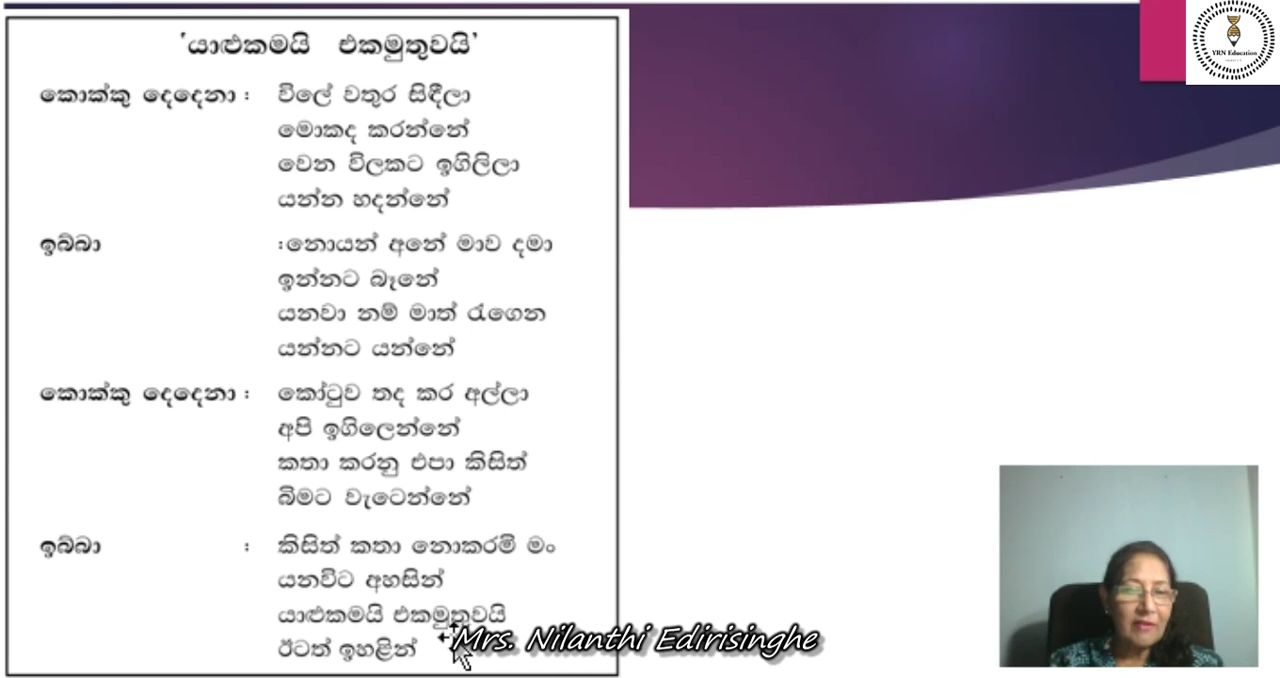 ‘යාළුකමයි එකමුතුවයි’
කොක්කු දෙදෙනා : විලේ වතුර සිඳීලා
මොකද කරන්නේ
වෙන විලකට ඉගිලිලා
යන්න හදන්නේ
ඉබ්බා :නොයන් අනේ මාව දමා
ඉන්නට බෑනේ
යනවා නම් මාත් රැගෙන
යන්නට යන්නේ
කොක්කු දෙදෙනා : කෝටුව තද කර අල්ලා
අපි ඉගිලෙන්නේ
කතා කරනු එපා කිසිත්
බිමට වැටෙන්නේ
ඉබ්බා : කිසිත් කතා නොකරමි මං
යනවිට අහසින්
යාළුකමයි එකමුතුවයි
ඊටත් ඉහළින්
Mrs. Nilanthi Edirisinghe
YRN Education